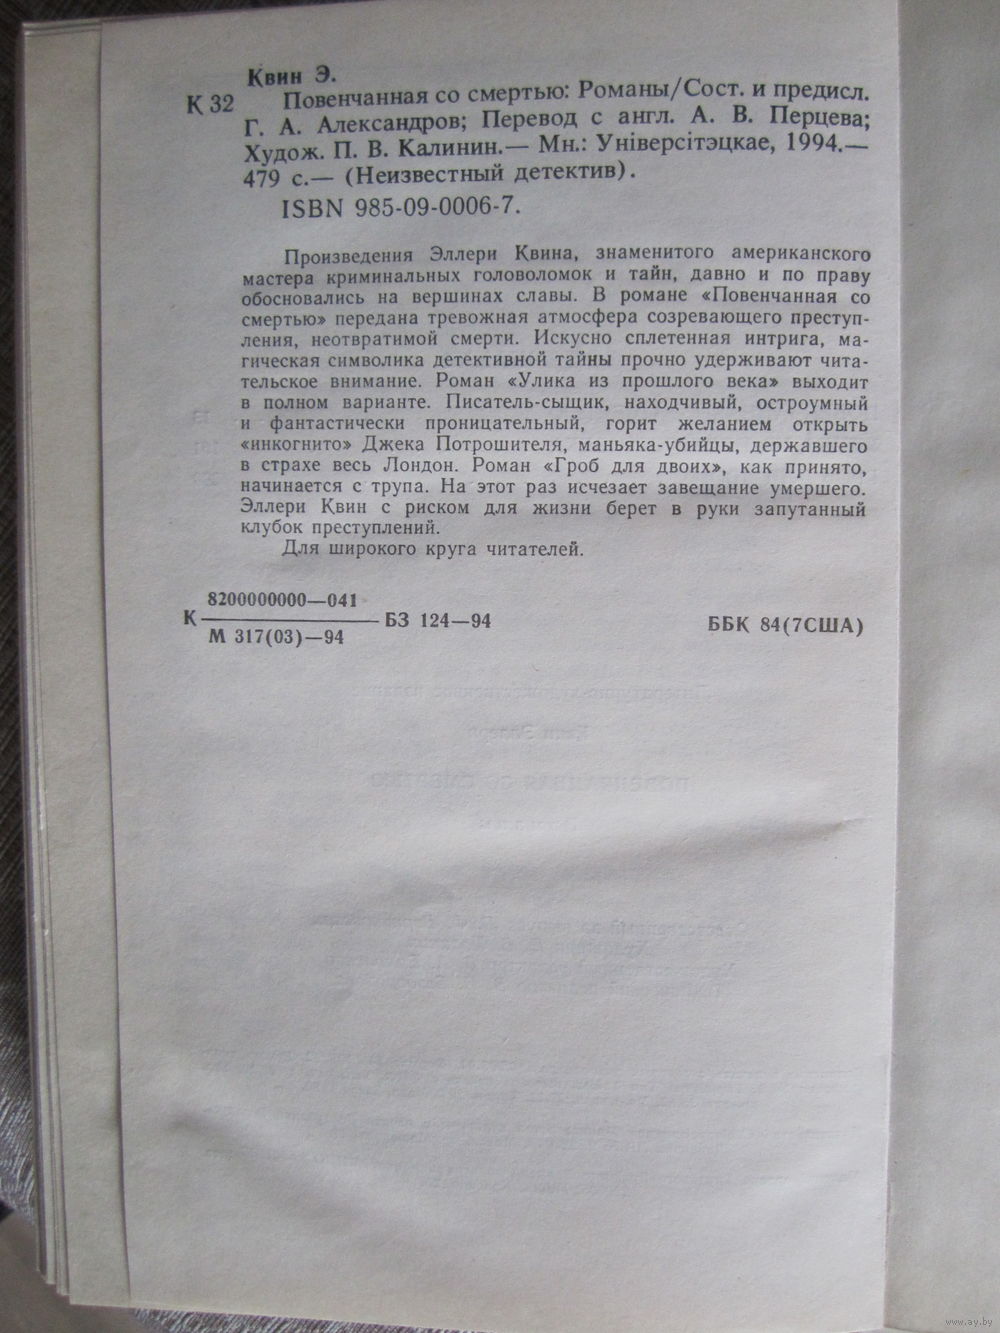 Квин Э.
К 32 Повенчанная со смертью: Романы/Сост. и предисл.
Г. А. Александров; Перевод с англ. А. В. Перцева;
Худож. П. В. Калинин.— Мн.: Універсітэцкае, 1994.—
479 с.— (Неизвестный детектив).
ISBN 985-09-0006-7.
Произведения Эллери Квина, знаменитого американского
мастера криминальных головоломок и тайн, давно и по праву
обосновались на вершинах славы. В романе «Повенчанная со
смертью» передана тревожная атмосфера созревающего преступ-
ления, неотвратимой смерти. Искусно сплетенная интрига, ма-
гическая символика детективной тайны прочно удерживают чита-
тельское внимание. Роман «Улика из прошлого века» выходит
в полном варианте. Писатель-сыщик, находчивый, остроумный
и фантастически проницательный, горит желанием открыть
«инкогнито» Джека Потрошителя, маньяка-убийцы, державшего
в страхе весь Лондон. Роман «Гроб для двоих», как принято,
начинается с трупа. На этот раз исчезает завещание умершего.
Эллери Квин с риском для жизни берет в руки запутанный
клубок преступлений.
Для широкого круга читателей.
8200000000—041
К БЗ 124—94 ББК 84(7США)
М 317(03)—94
www.ay.by